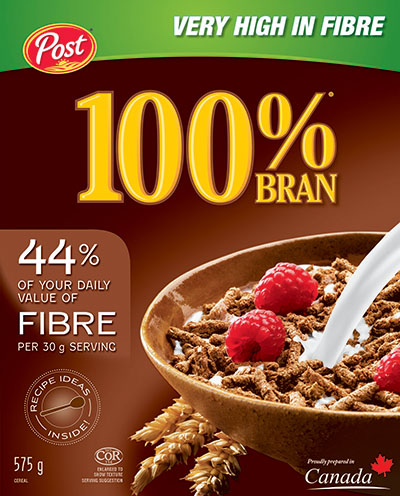 Post
VERY HIGH IN FIBRE
100%*
BRAN
44%
OF YOUR DAILY
VALUE OF
FIBRE
PER 30 g SERVING
RECIPE IDEAS
INSIDE!
575 g
CEREAL
COR
ENLARGED TO
SHOW TEXTURE
SERVING SUGGESTION
Proudly prepared in
Canada